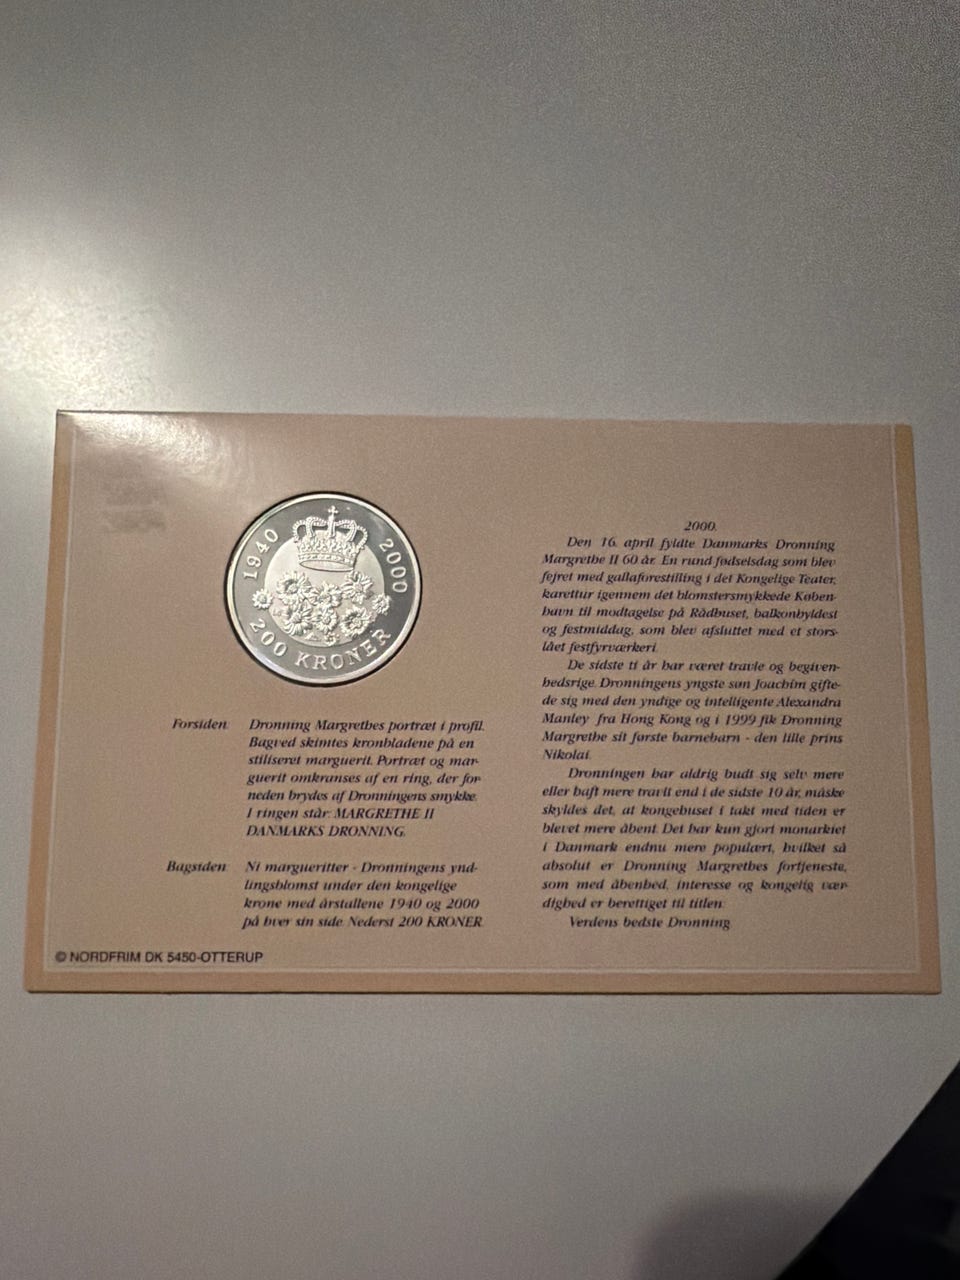 1940 2000
200 KRONER
Forsiden: Dronning Margrethes portræt i profil.
Bagved skimtes kronbladene på en
stiliseret marguerit. Portræt og mar-
guerit omkranses af en ring, der for-
neden brydes af Dronningens smykke.
I ringen står: MARGRETHE II
DANMARKS DRONNING.
Bagsiden: Ni margueritter - Dronningens ynd-
lingsblomst under den kongelige
krone med årstallene 1940 og 2000
på hver sin side. Nederst 200 KRONER.
© NORDFRIM DK 5450-OTTERUP
2000.
Den 16. april fyldte Danmarks Dronning
Margrethe II 60 år. En rund fødselsdag som blev
fejret med gallaforestilling i det Kongelige Teater,
karettur igennem det blomstersmykkede Køben-
havn til modtagelse på Rådhuset, balkonhyldest
og festmiddag, som blev afsluttet med et stors-
lået festfyrværkeri.
De sidste ti år har været travle og begiven-
hedsrige. Dronningens yngste søn Joachim gifte-
de sig med den yndige og intelligente Alexandra
Manley fra Hong Kong og i 1999 fik Dronning
Margrethe sit første barnebarn - den lille prins
Nikolai.
Dronningen har aldrig budt sig selv mere
eller haft mere travlt end i de sidste 10 år, måske
skyldes det, at kongehuset i takt med tiden er
blevet mere åbent. Det har kun gjort monarkiet
i Danmark endnu mere populært, hvilket så
absolut er Dronning Margrethes fortjeneste,
som med åbenhed, interesse og kongelig vær-
dighed er berettiget til titlen:
Verdens bedste Dronning.